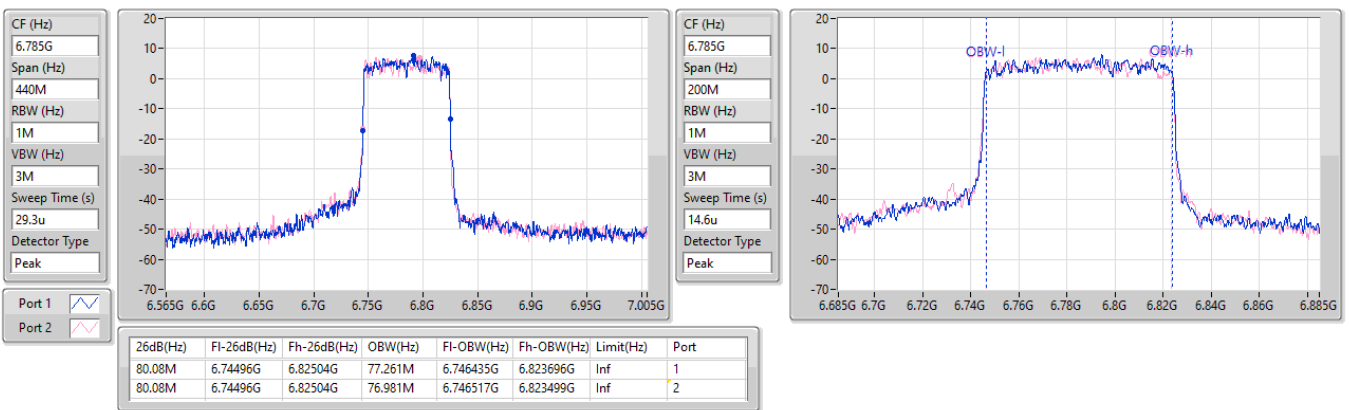 CF (Hz)
6.785G
Span (Hz)
440M
RBW (Hz)
1M
VBW (Hz)
3M
Sweep Time (s)
29.3u
Detector Type
Peak
Port 1
Port 2
20
10
0
-10
-20
-30
-40
-50
-60
-70
6.565G 6.6G 6.65G 6.7G 6.75G 6.8G 6.85G 6.9G 6.95G 7.005G
CF (Hz)
6.785G
Span (Hz)
200M
RBW (Hz)
1M
VBW (Hz)
3M
Sweep Time (s)
14.6u
Detector Type
Peak
20
10
0
-10
-20
-30
-40
-50
-60
-70
OBW-l OBW-h
6.685G 6.7G 6.72G 6.74G 6.76G 6.78G 6.8G 6.82G 6.84G 6.86G 6.885G
26dB(Hz) Fl-26dB(Hz) Fh-26dB(Hz) OBW(Hz) Fl-OBW(Hz) Fh-OBW(Hz) Limit(Hz) Port
80.08M 6.74496G 6.82504G 77.261M 6.746435G 6.823696G Inf 1
80.08M 6.74496G 6.82504G 76.981M 6.746517G 6.823499G Inf 2